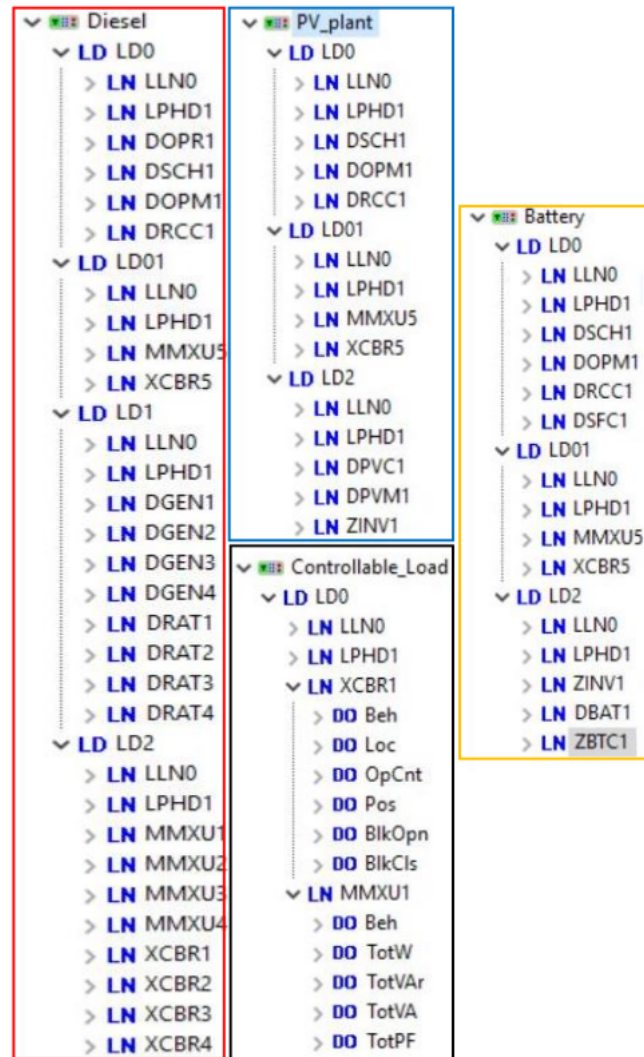 Diesel
LD LD0
LN LLN0
LN LPHD1
LN DOPR1
LN DSCH1
LN DOPM1
LN DRCC1
LD LD01
LN LLN0
LN LPHD1
LN MMXU5
LN XCBR5
LD LD1
LN LLN0
LN LPHD1
LN DGEN1
LN DGEN2
LN DGEN3
LN DGEN4
LN DRAT1
LN DRAT2
LN DRAT3
LN DRAT4
LD LD2
LN LLN0
LN LPHD1
LN MMXU1
LN MMXU2
LN MMXU3
LN MMXU4
LN XCBR1
LN XCBR2
LN XCBR3
LN XCBR4
PV_plant
LD LD0
LN LLN0
LN LPHD1
LN DSCH1
LN DOPM1
LN DRCC1
LD LD01
LN LLN0
LN LPHD1
LN MMXU5
LN XCBR5
LD LD2
LN LLN0
LN LPHD1
LN DPVC1
LN DPVM1
LN ZINV1
Controllable_Load
LD LD0
LN LLN0
LN LPHD1
LN XCBR1
DO Beh
DO Loc
DO OpCnt
DO Pos
DO BlkOpn
DO BlkCls
LN MMXU1
DO Beh
DO TotW
DO TotVAr
DO TotVA
DO TotPF
Battery
LD LD0
LN LLN0
LN LPHD1
LN DSCH1
LN DOPM1
LN DRCC1
LN DSFC1
LD LD01
LN LLN0
LN LPHD1
LN MMXU5
LN XCBR5
LD LD2
LN LLN0
LN LPHD1
LN ZINV1
LN DBAT1
LN ZBTC1